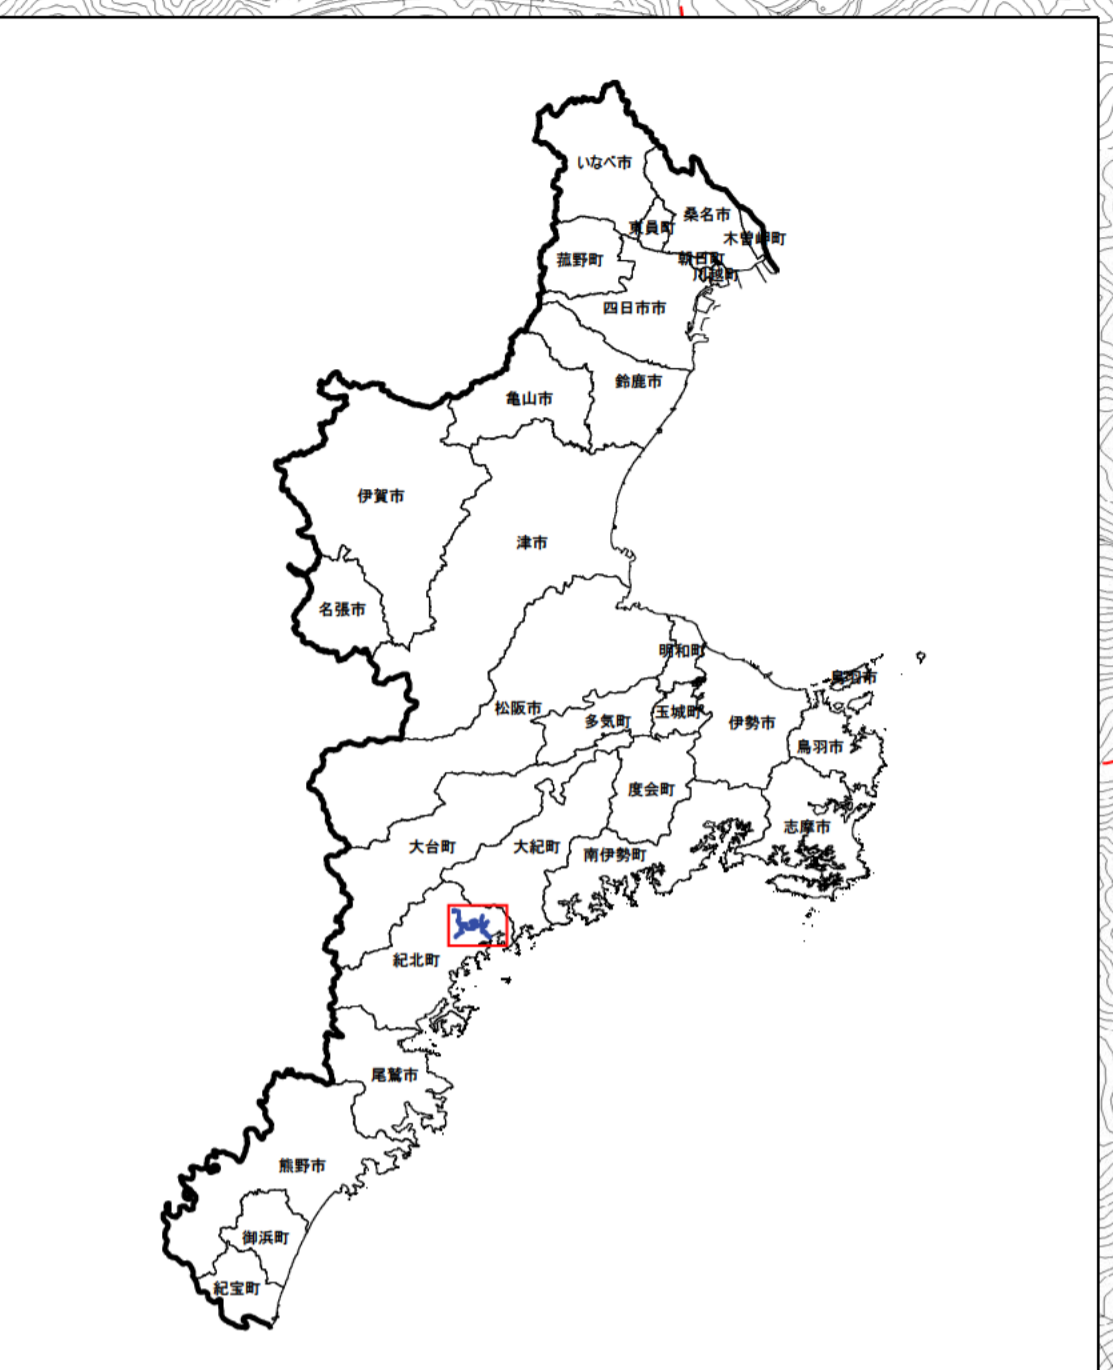 いなべ市
桑名市
東員町
木曽岬町
菰野町
朝日町
川越町
四日市市
鈴鹿市
亀山市
伊賀市
津市
名張市
明和町
鳥羽市
松阪市
多気町
玉城町
伊勢市
鳥羽市
度会町
志摩市
大台町
大紀町
南伊勢町
紀北町
尾鷲市
熊野市
御浜町
紀宝町